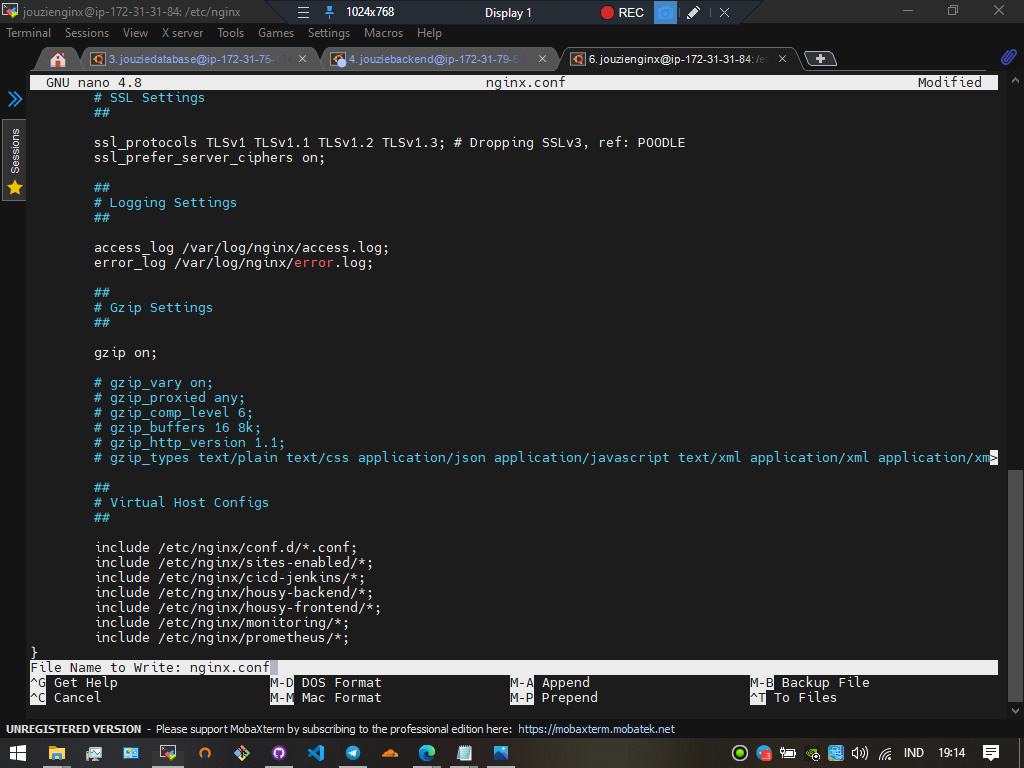 jouzienginx@ip-172-31-31-84: /etc/nginx
1024x768
Display 1
REC
Terminal Sessions View X server Tools Games Settings Macros Help
3. jouziedatabase@ip-172-31-75-
4. jouziebackend@ip-172-31-79-
6. jouzienginx@ip-172-31-31-84:
Sessions
GNU nano 4.8 nginx.conf Modified
# SSL Settings
##
ssl_protocols TLSv1 TLSv1.1 TLSv1.2 TLSv1.3; # Dropping SSLv3, ref: POODLE
ssl_prefer_server_ciphers on;
##
# Logging Settings
##
access_log /var/log/nginx/access.log;
error_log /var/log/nginx/error.log;
##
# Gzip Settings
##
gzip on;
# gzip_vary on;
# gzip_proxied any;
# gzip_comp_level 6;
# gzip_buffers 16 8k;
# gzip_http_version 1.1;
# gzip_types text/plain text/css application/json application/javascript text/xml application/xml application/xm>
##
# Virtual Host Configs
##
include /etc/nginx/conf.d/*.conf;
include /etc/nginx/sites-enabled/*;
include /etc/nginx/cicd-jenkins/*;
include /etc/nginx/housy-backend/*;
include /etc/nginx/housy-frontend/*;
include /etc/nginx/monitoring/*;
include /etc/nginx/prometheus/*;
}
File Name to Write: nginx.conf
^G Get Help M-D DOS Format M-A Append M-B Backup File
^C Cancel M-M Mac Format M-P Prepend ^T To Files
UNREGISTERED VERSION - Please support MobaXterm by subscribing to the professional edition here: https://mobaxterm.mobatek.net
IND 19:14